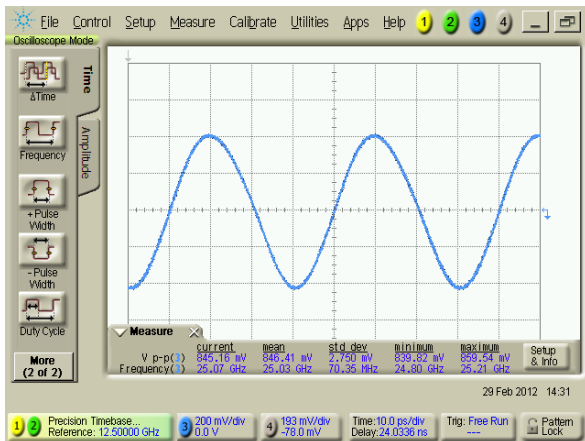 File Control Setup Measure Calibrate Utilities Apps Help 1 2 3 4
Oscilloscope Mode
Time
Amplitude
ΔTime
Frequency
+ Pulse
Width
- Pulse
Width
Duty Cycle
More
(2 of 2)
Measure
current mean std dev minimum maximum
V p-p(3) 845.16 mV 846.41 mV 2.750 mV 839.82 mV 859.54 mV
Frequency(3) 25.07 GHz 25.03 GHz 70.35 MHz 24.80 GHz 25.21 GHz
Setup
& Info
29 Feb 2012 14:31
1 2 Precision Timebase...
Reference: 12.50000 GHz
3 200 mV/div
0.0 V
4 193 mV/div
-78.0 mV
Time:10.0 ps/div
Delay:24.0336 ns
Trig: Free Run
---
Pattern
Lock